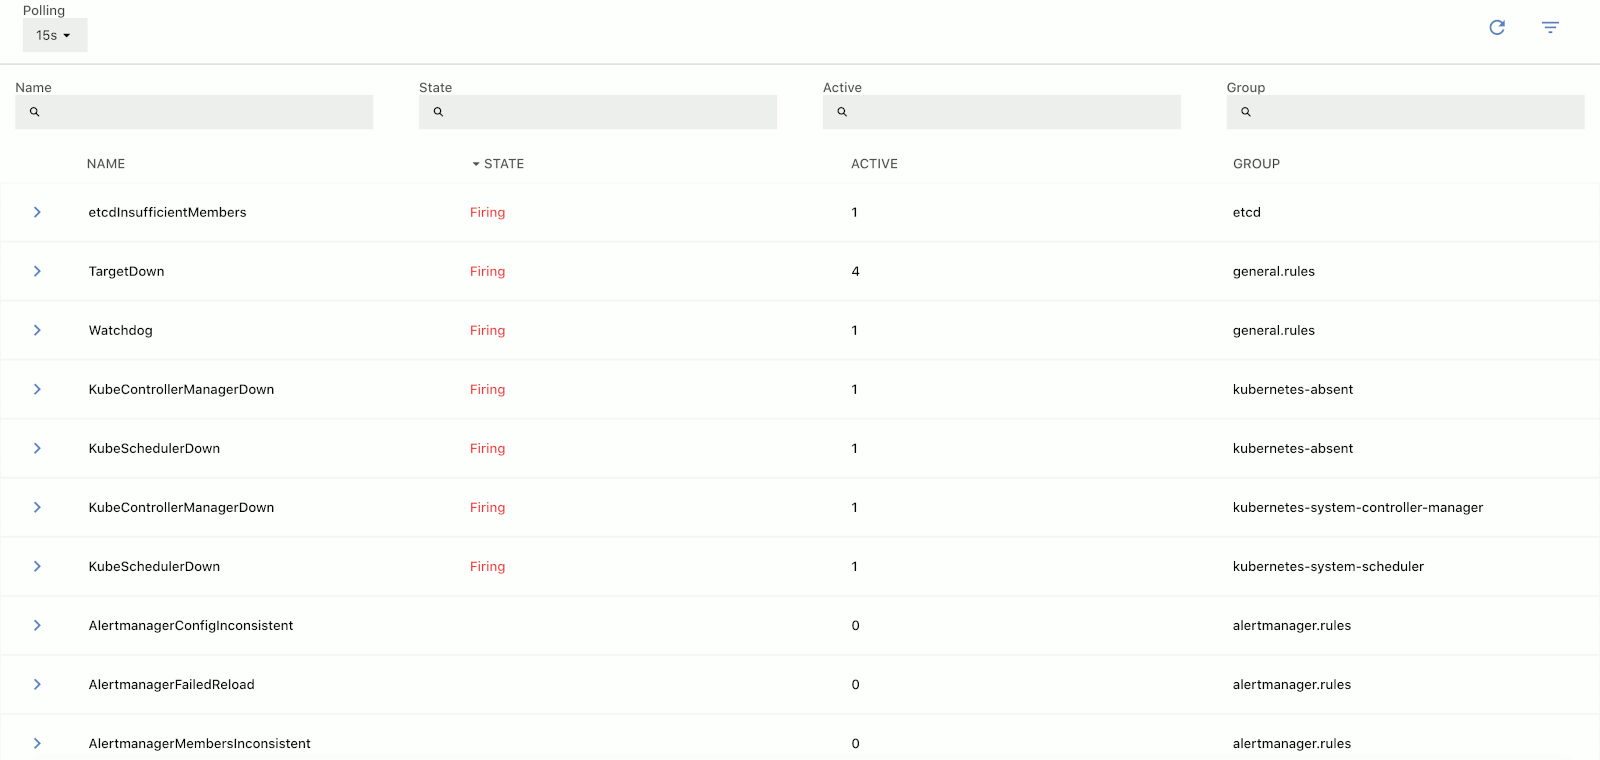 Polling
15s
Name State Active Group
NAME STATE ACTIVE GROUP
etcdInsufficientMembers Firing 1 etcd
TargetDown Firing 4 general.rules
Watchdog Firing 1 general.rules
KubeControllerManagerDown Firing 1 kubernetes-absent
KubeSchedulerDown Firing 1 kubernetes-absent
KubeControllerManagerDown Firing 1 kubernetes-system-controller-manager
KubeSchedulerDown Firing 1 kubernetes-system-scheduler
AlertmanagerConfigInconsistent 0 alertmanager.rules
AlertmanagerFailedReload 0 alertmanager.rules
AlertmanagerMembersInconsistent 0 alertmanager.rules